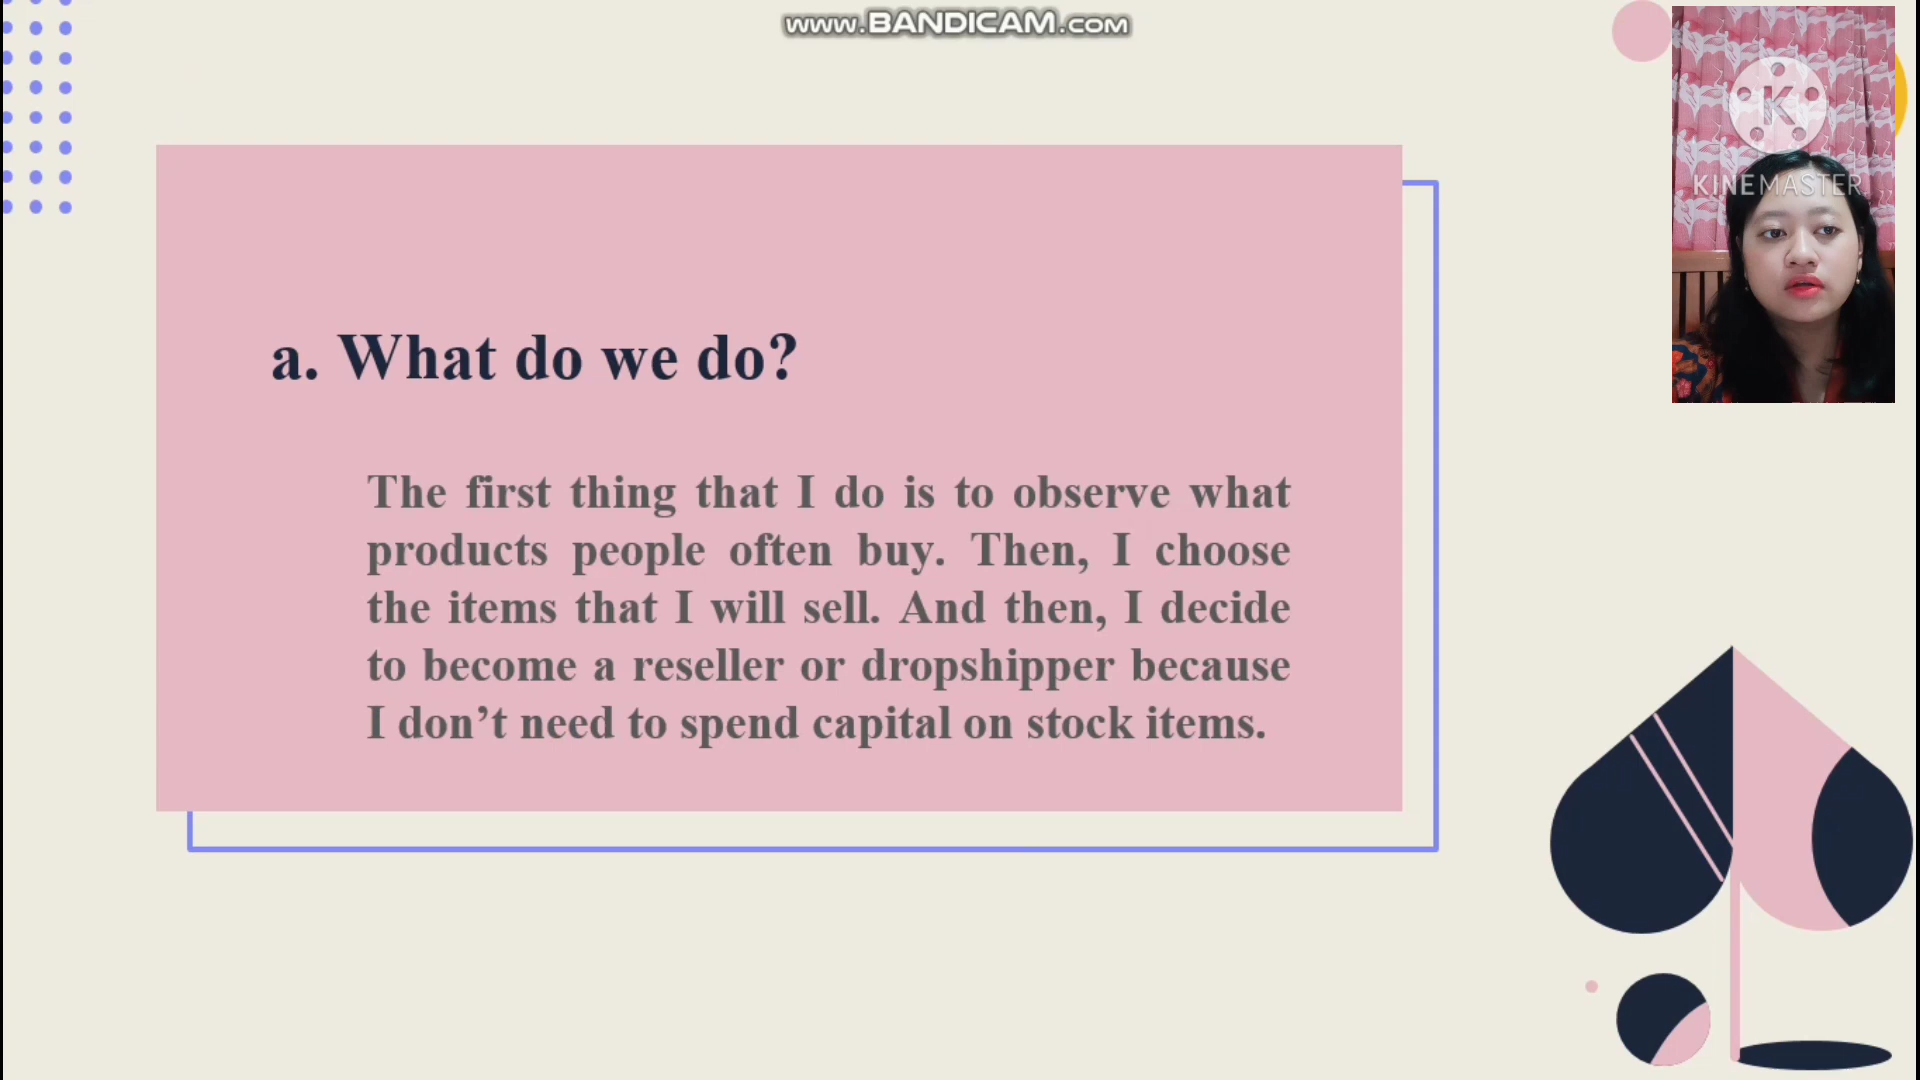 www.BANDICAM.com
K
KINEMASTER
a. What do we do?
The first thing that I do is to observe what
products people often buy. Then, I choose
the items that I will sell. And then, I decide
to become a reseller or dropshipper because
I don’t need to spend capital on stock items.